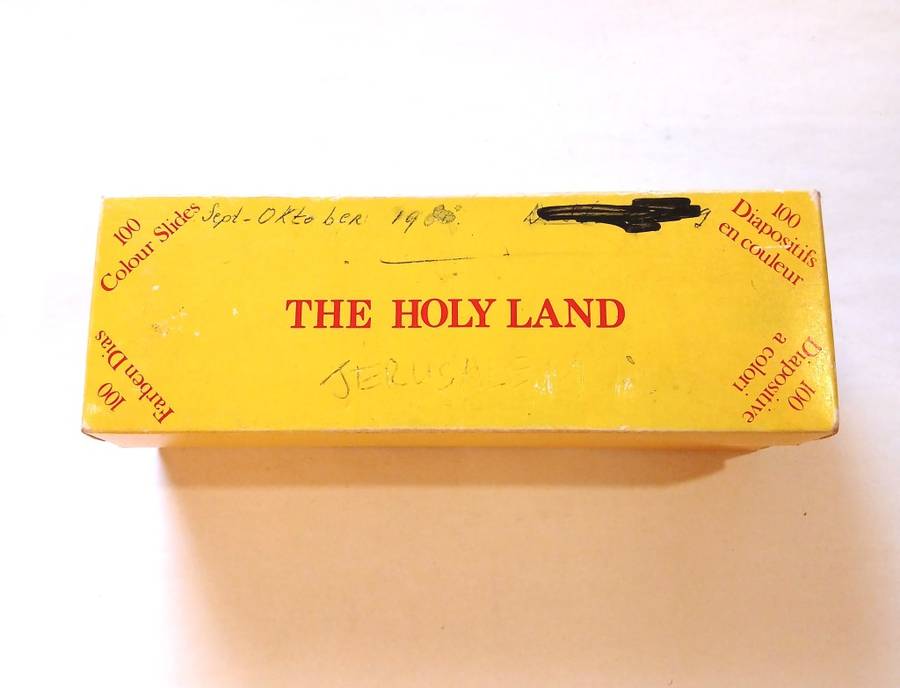 100
Colour Slides
Sept-OKtober
100
Diapositifs
en couleur
THE HOLY LAND
JERUSALEM
100
Farben Dias
100
Diapositive
a colori